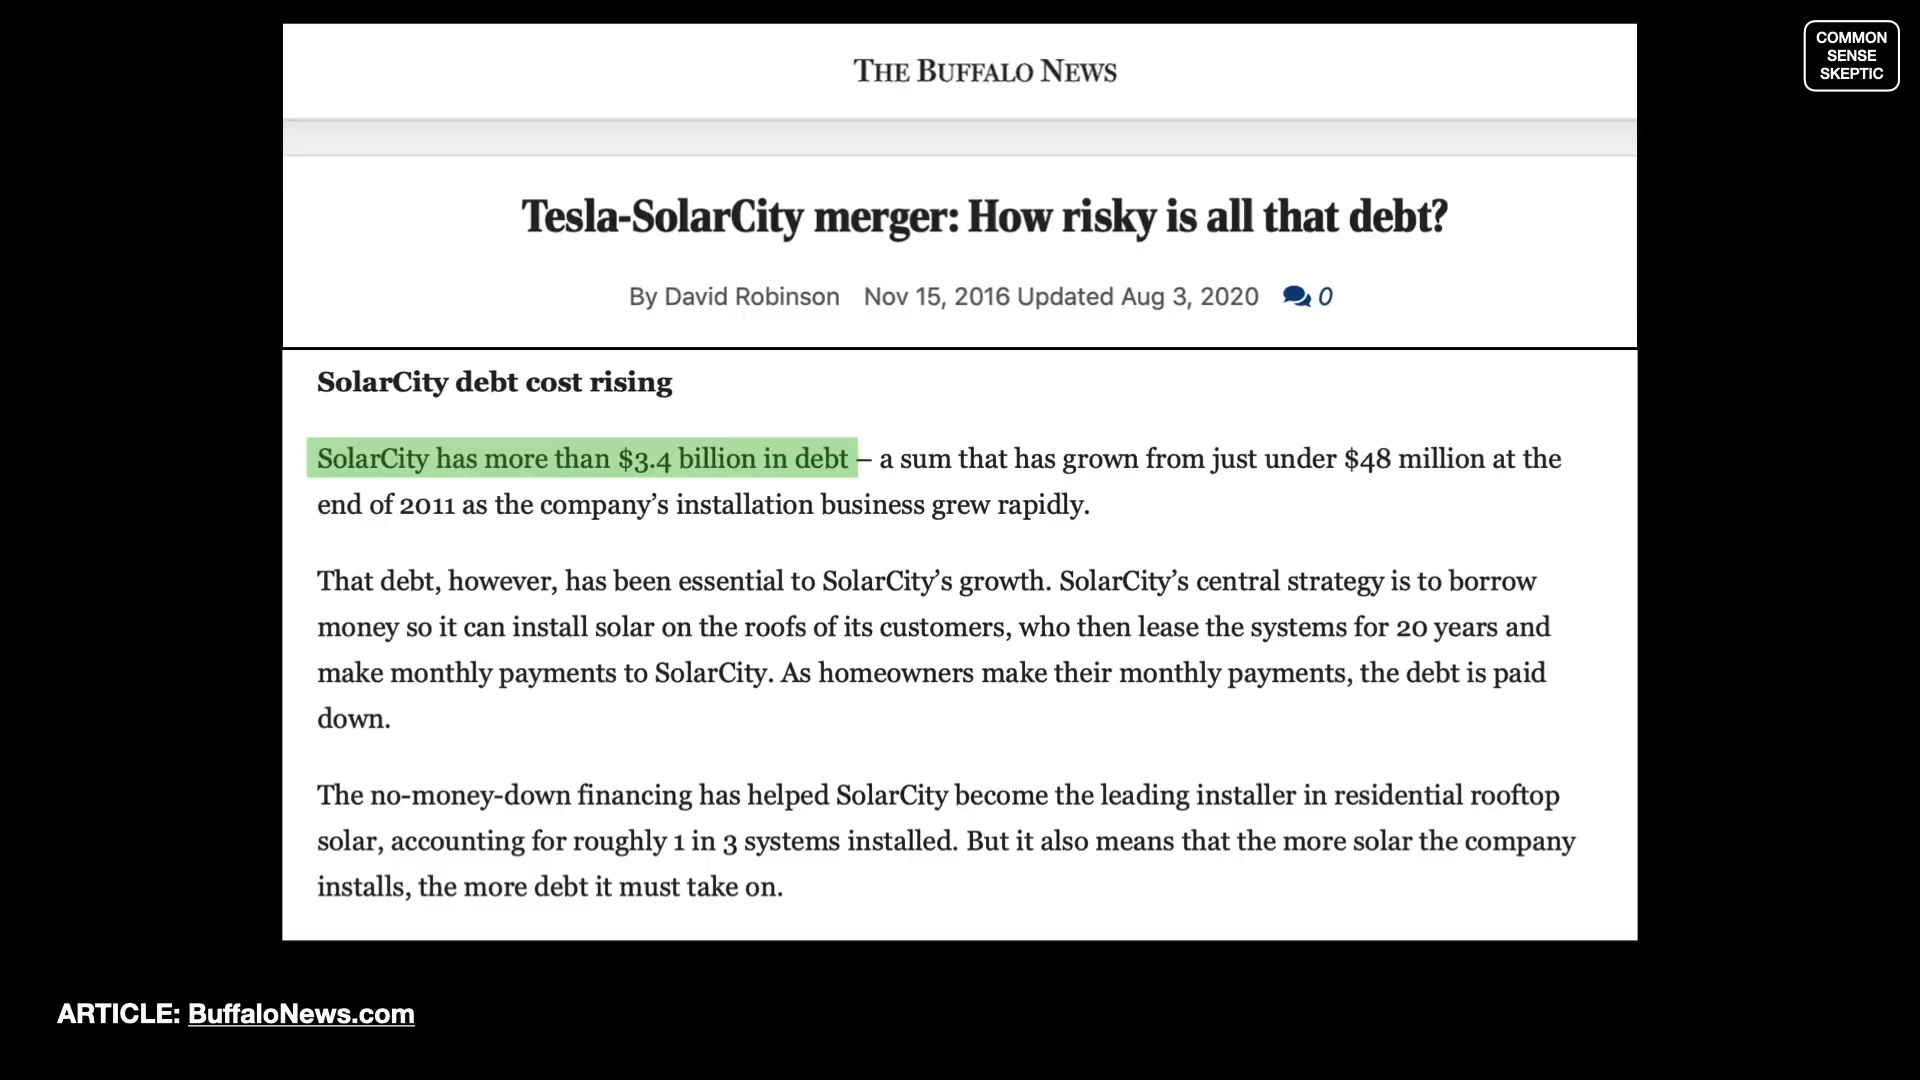 COMMON
SENSE
SKEPTIC
THE BUFFALO NEWS
Tesla-SolarCity merger: How risky is all that debt?
By David Robinson Nov 15, 2016 Updated Aug 3, 2020 0
SolarCity debt cost rising
SolarCity has more than $3.4 billion in debt – a sum that has grown from just under $48 million at the
end of 2011 as the company’s installation business grew rapidly.
That debt, however, has been essential to SolarCity’s growth. SolarCity’s central strategy is to borrow
money so it can install solar on the roofs of its customers, who then lease the systems for 20 years and
make monthly payments to SolarCity. As homeowners make their monthly payments, the debt is paid
down.
The no-money-down financing has helped SolarCity become the leading installer in residential rooftop
solar, accounting for roughly 1 in 3 systems installed. But it also means that the more solar the company
installs, the more debt it must take on.
ARTICLE: BuffaloNews.com